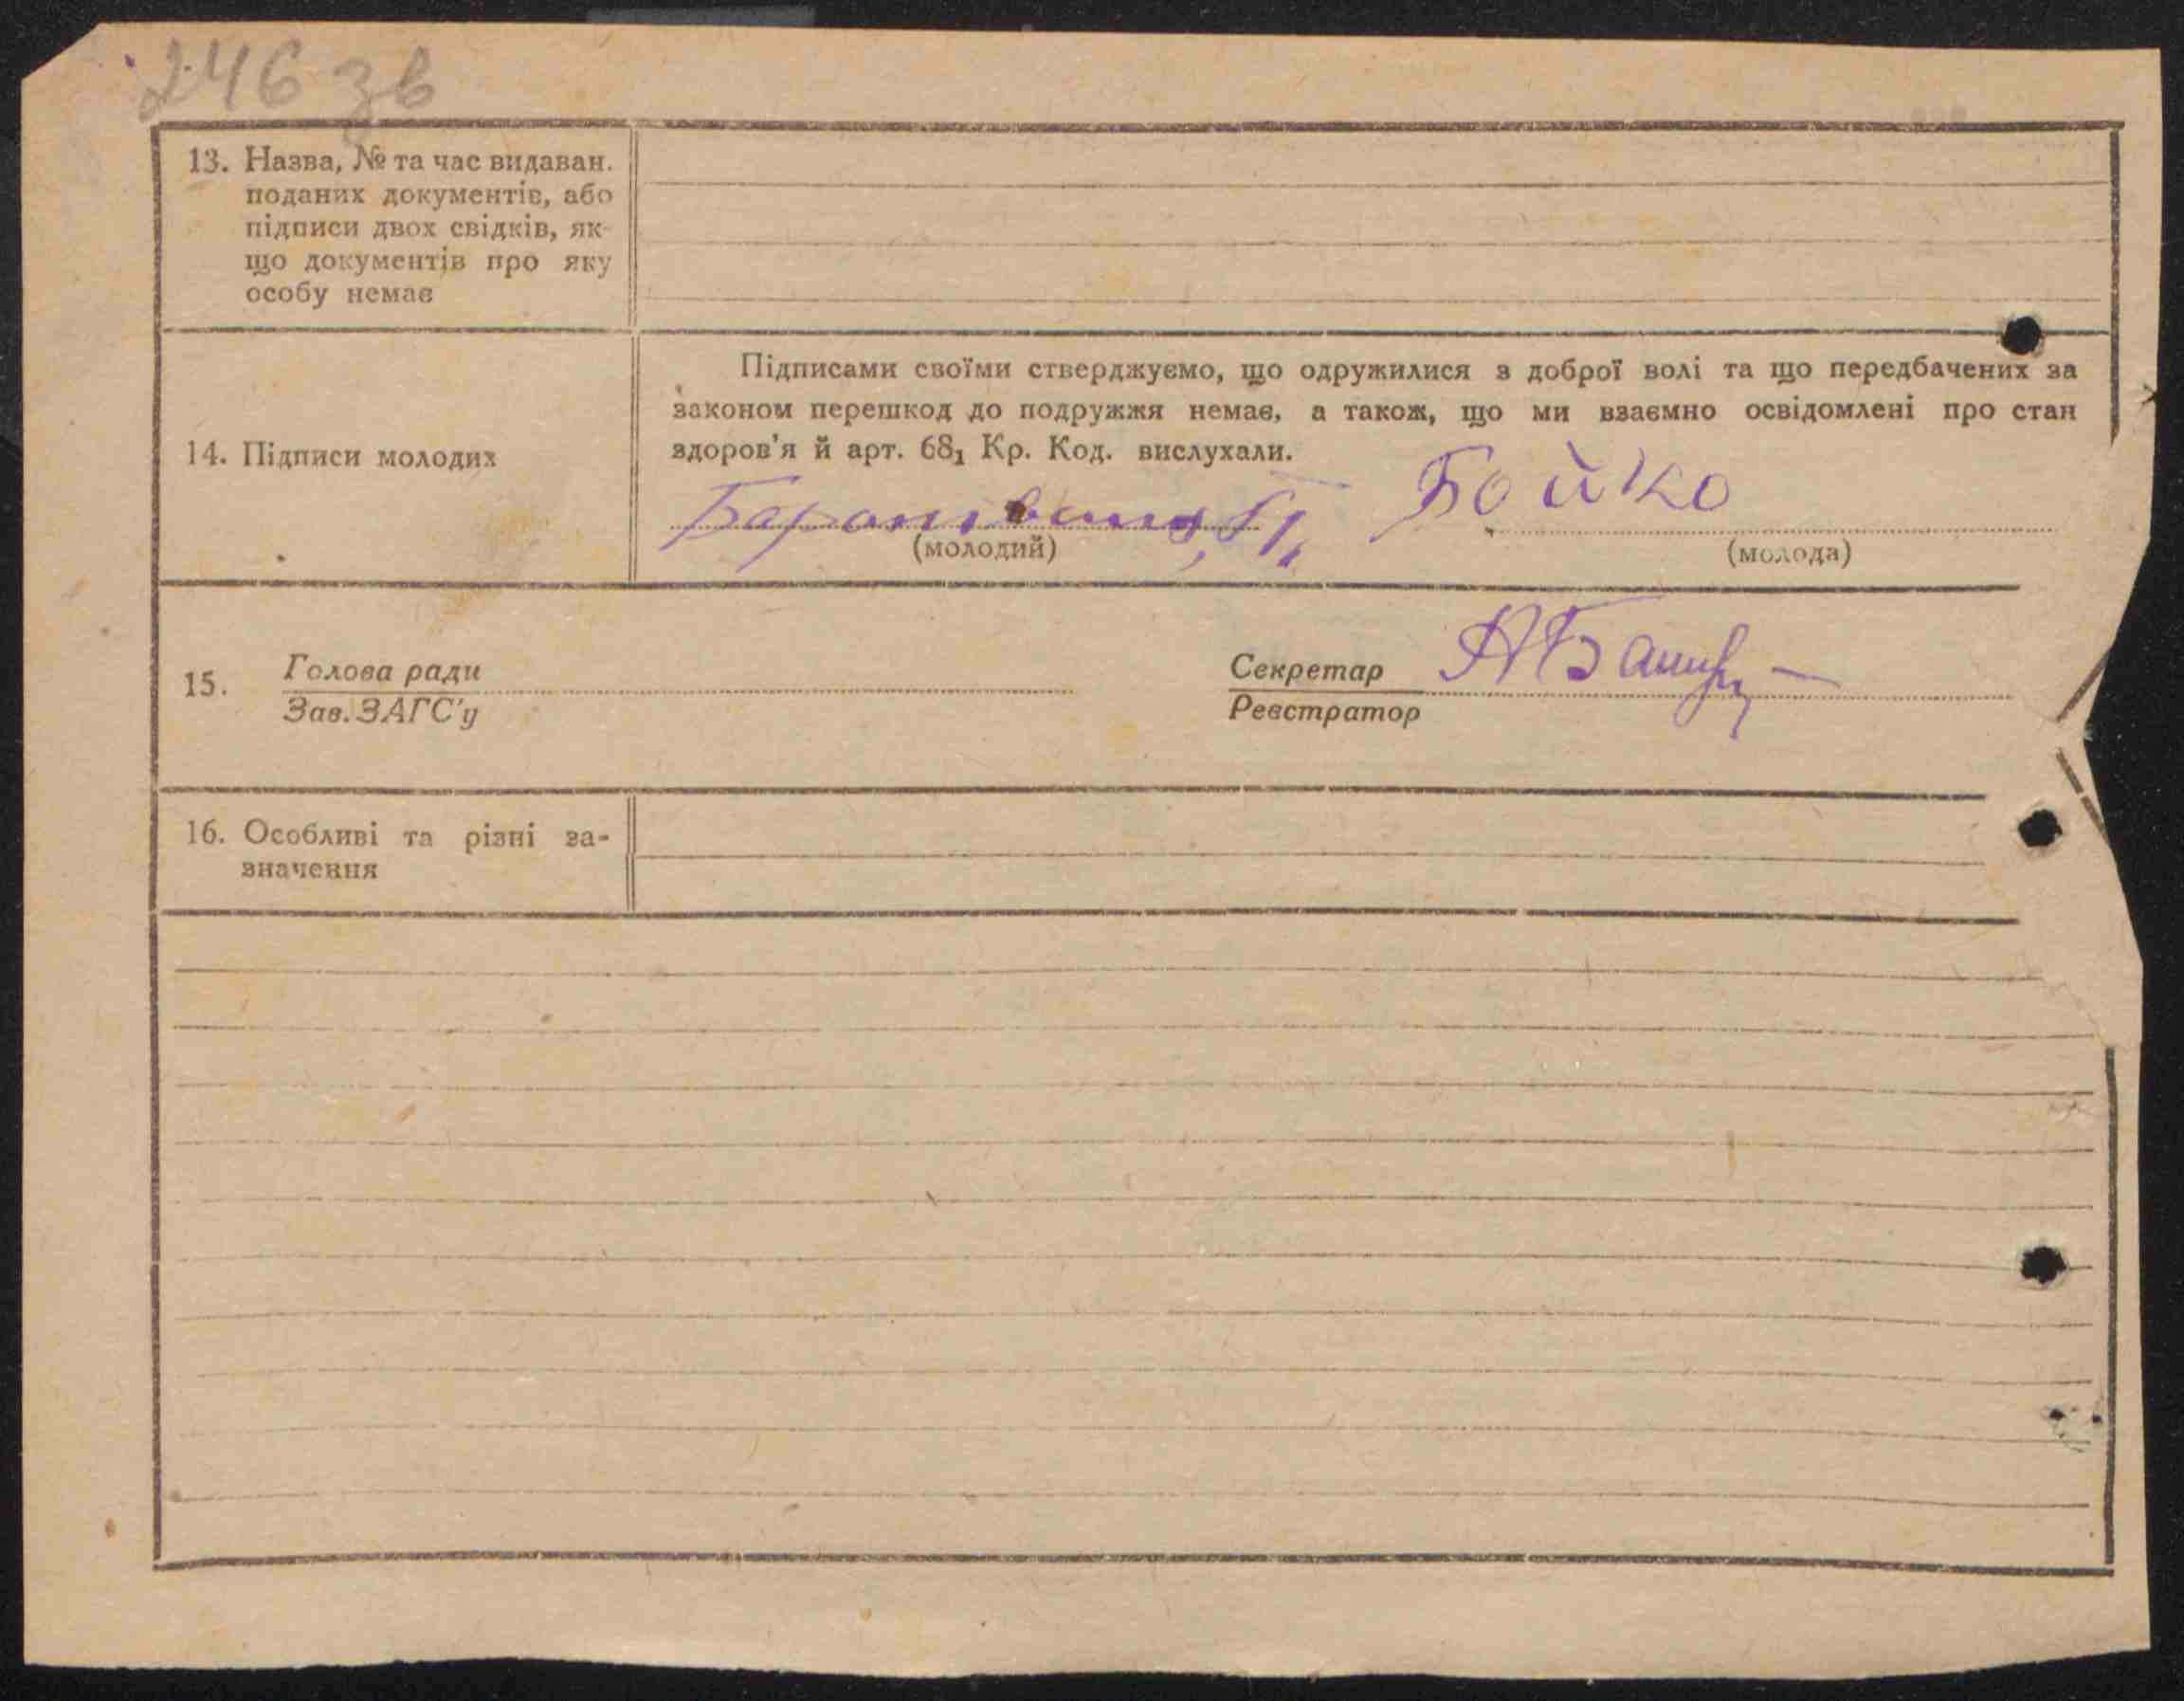 246 зв
13. Назва, № та час видаван.
поданих документів, або
підписи двох свідків, як-
що документів про яку
особу немає
Підписами своїми стверджуємо, що одружилися з доброї волі та що передбачених за
законом перешкод до подружжя немає, а також, що ми взаємно освідомлені про стан
14. Підписи молодих
здоров'я й арт. 68₁ Кр. Код. вислухали.
Бойко
(молодий) (молода)
15. Голова ради Секретар
Зав. ЗАГС'у Реєстратор
16. Особливі та різні за-
значення